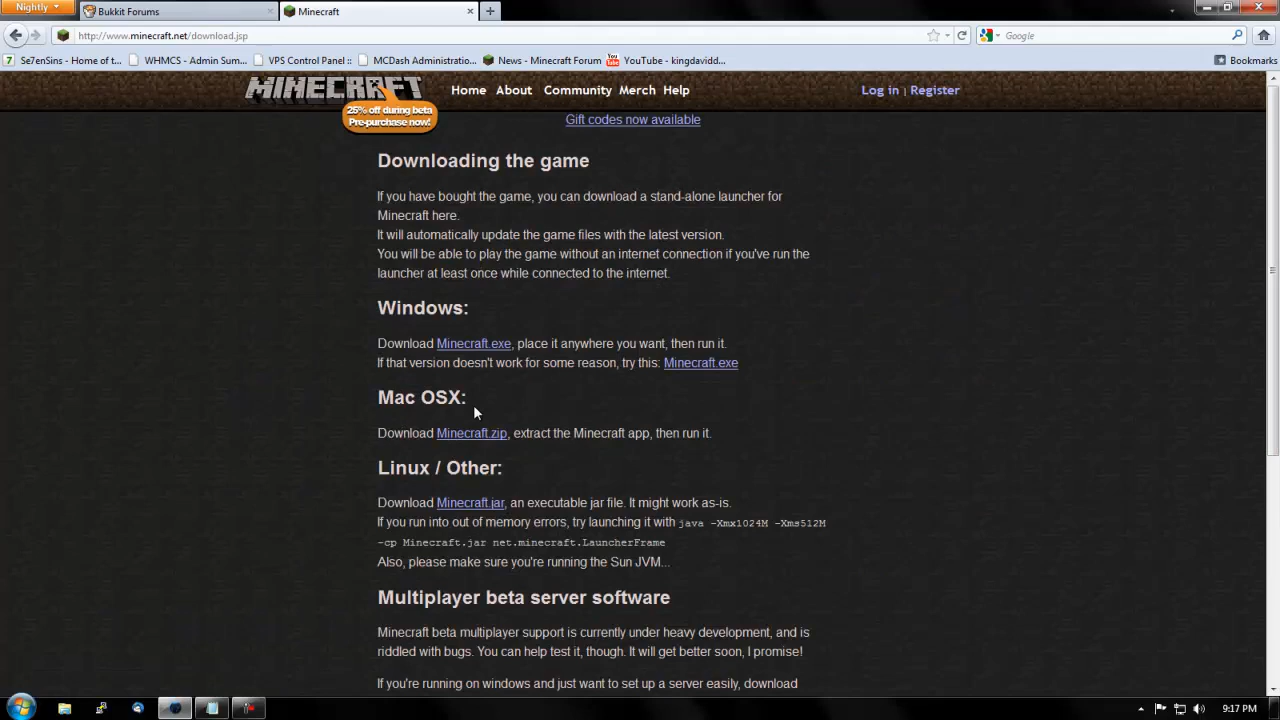 Nightly
Bukkit Forums
Minecraft
http://www.minecraft.net/download.jsp
Google
Se7enSins - Home of t...
WHMCS - Admin Sum...
VPS Control Panel ::
MCDash Administratio...
News - Minecraft Forum
YouTube - kingdavidd...
Bookmarks
MINECRAFT
25% off during beta
Pre-purchase now!
Home About Community Merch Help
Log in | Register
Gift codes now available
Downloading the game
If you have bought the game, you can download a stand-alone launcher for
Minecraft here.
It will automatically update the game files with the latest version.
You will be able to play the game without an internet connection if you've run the
launcher at least once while connected to the internet.
Windows:
Download Minecraft.exe, place it anywhere you want, then run it.
If that version doesn't work for some reason, try this: Minecraft.exe
Mac OSX:
Download Minecraft.zip, extract the Minecraft app, then run it.
Linux / Other:
Download Minecraft.jar, an executable jar file. It might work as-is.
If you run into out of memory errors, try launching it with java -Xmx1024M -Xms512M
-cp Minecraft.jar net.minecraft.LauncherFrame
Also, please make sure you're running the Sun JVM...
Multiplayer beta server software
Minecraft beta multiplayer support is currently under heavy development, and is
riddled with bugs. You can help test it, though. It will get better soon, I promise!
If you're running on windows and just want to set up a server easily, download
9:17 PM